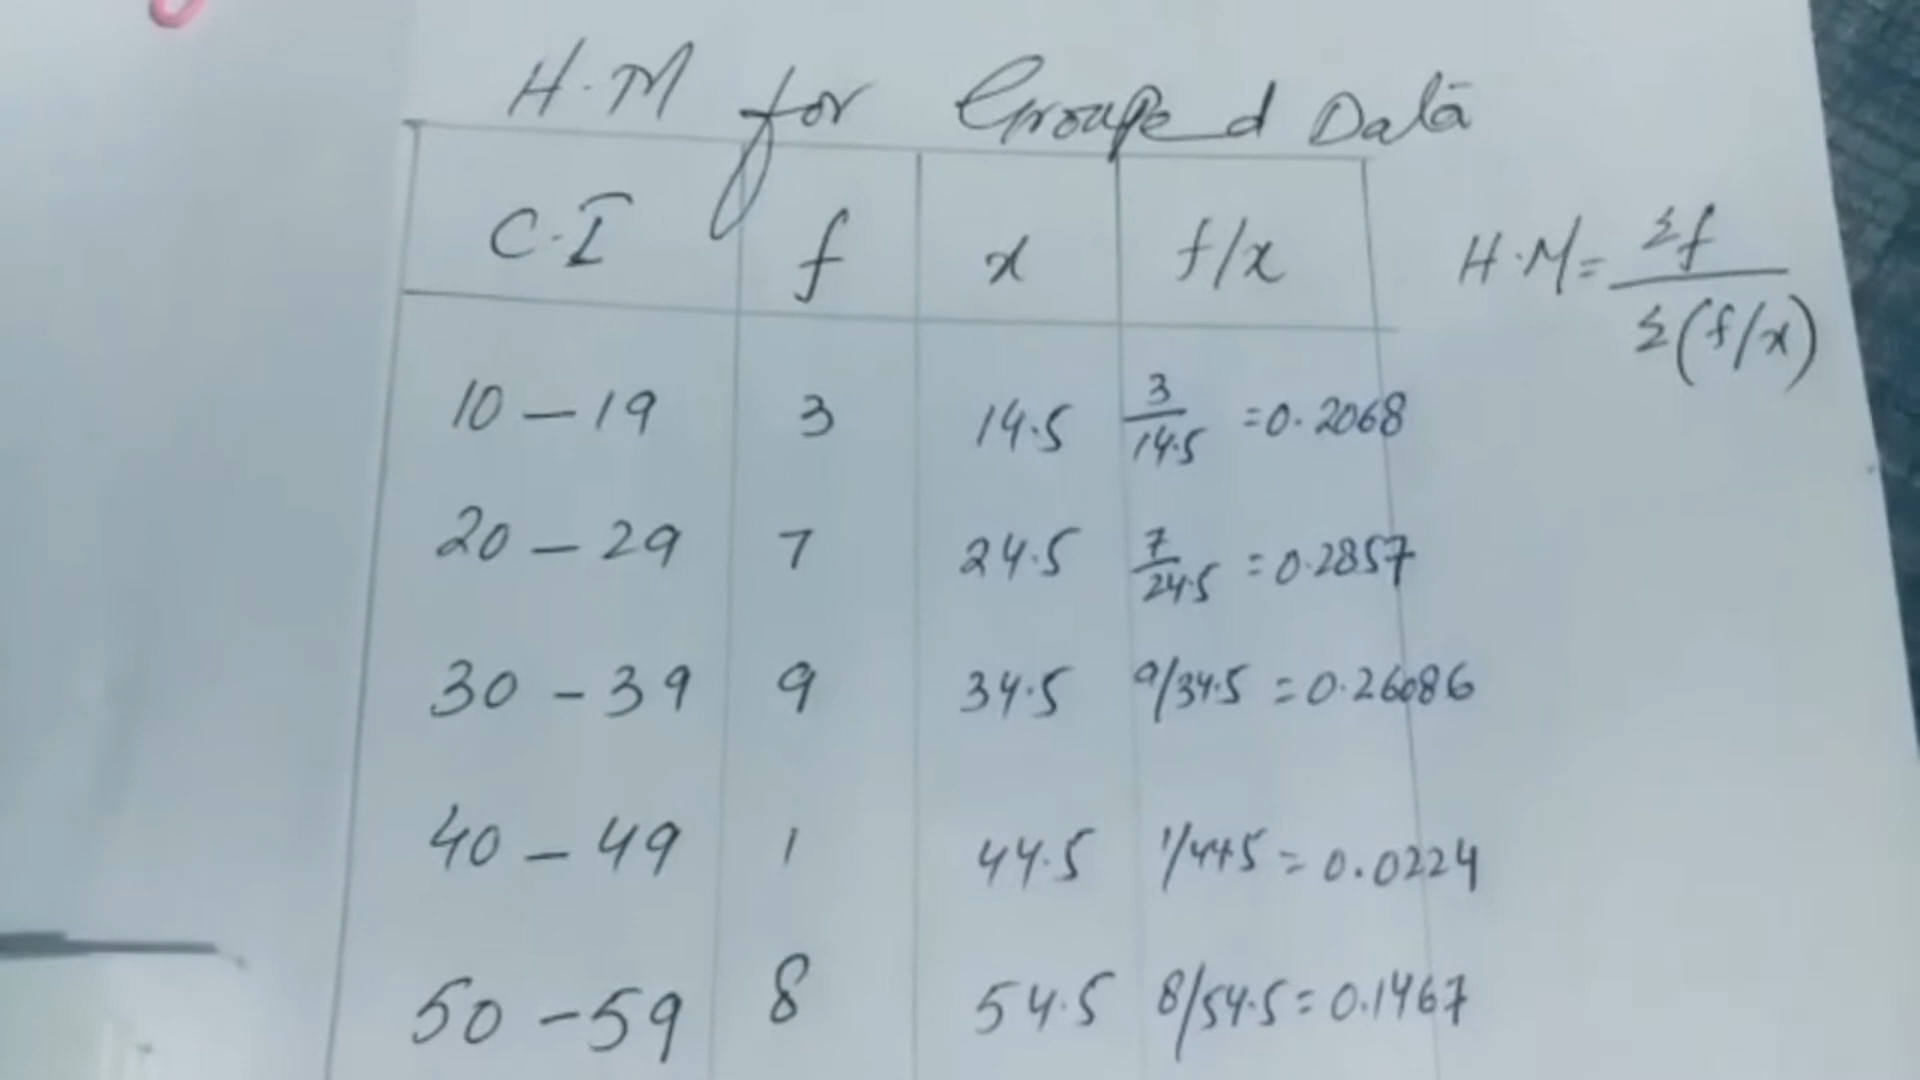 H.M for Grouped Data
C.I f x f/x
H.M = Σf / Σ(f/x)
10 – 19 3 14.5 3/14.5 = 0.2068
20 – 29 7 24.5 7/24.5 = 0.2857
30 – 39 9 34.5 9/34.5 = 0.26086
40 – 49 1 44.5 1/44.5 = 0.0224
50 – 59 8 54.5 8/54.5 = 0.1467